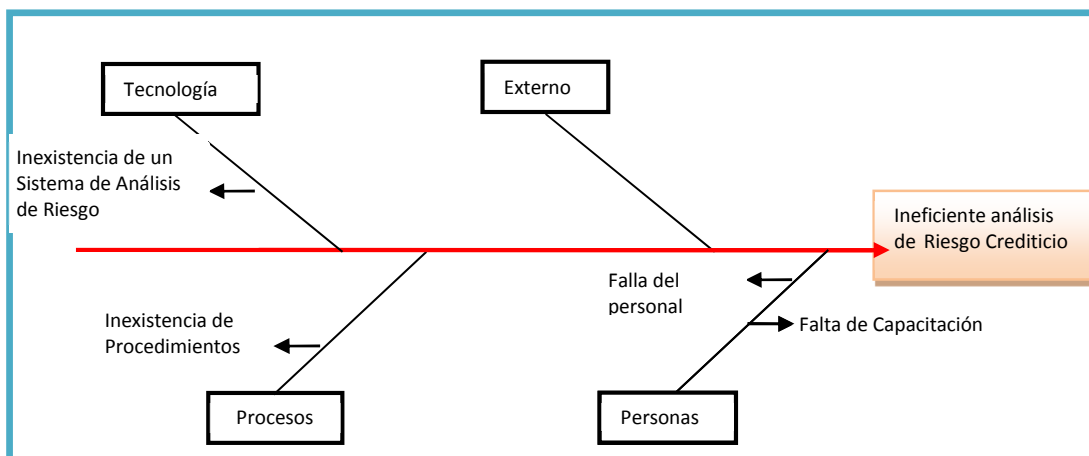 Tecnología
Externo
Inexistencia de un
Sistema de Análisis
de Riesgo
Ineficiente análisis
de Riesgo Crediticio
Falla del
personal
Falta de Capacitación
Inexistencia de
Procedimientos
Procesos
Personas